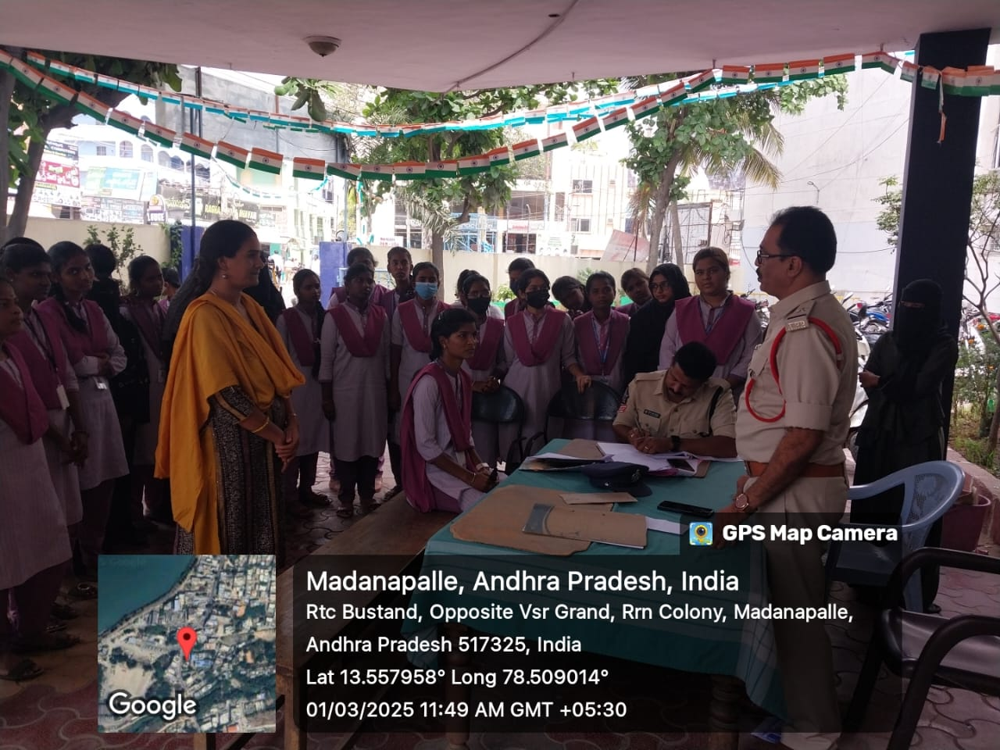 GPS Map Camera
Madanapalle, Andhra Pradesh, India
Rtc Bustand, Opposite Vsr Grand, Rrn Colony, Madanapalle,
Andhra Pradesh 517325, India
Lat 13.557958° Long 78.509014°
01/03/2025 11:49 AM GMT +05:30
Google